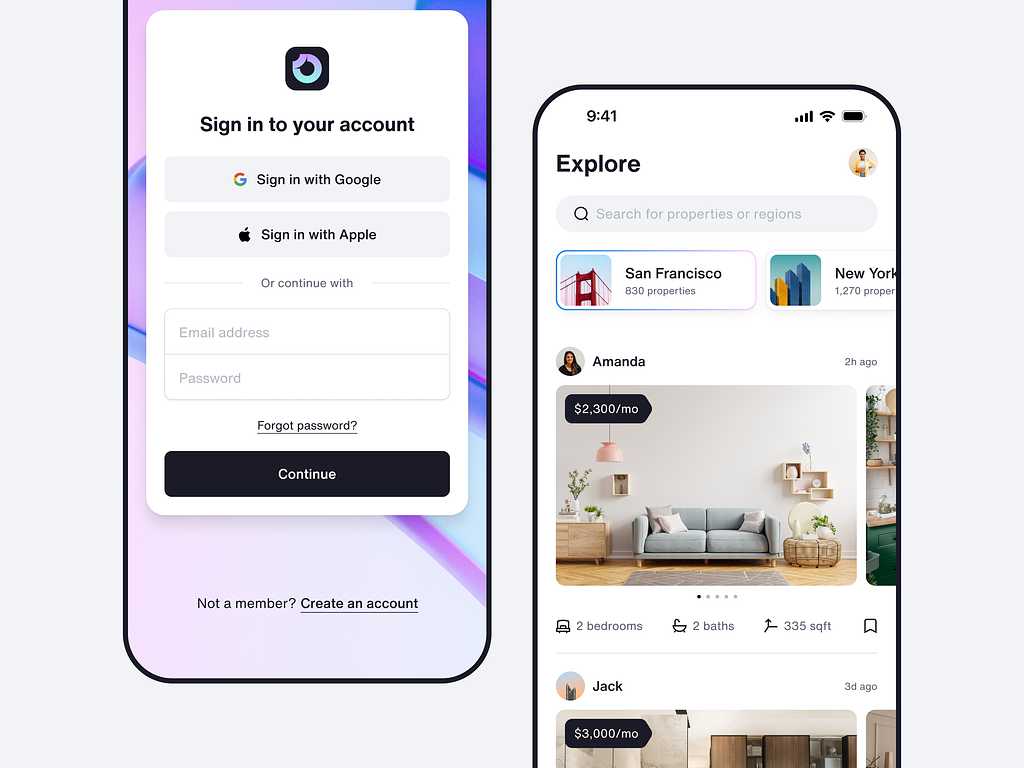 Sign in to your account
Sign in with Google
Sign in with Apple
Or continue with
Email address
Password
Forgot password?
Continue
Not a member? Create an account
9:41
Explore
Search for properties or regions
San Francisco
830 properties
New York
1,270 proper
Amanda
2h ago
$2,300/mo
2 bedrooms
2 baths
335 sqft
Jack
3d ago
$3,000/mo